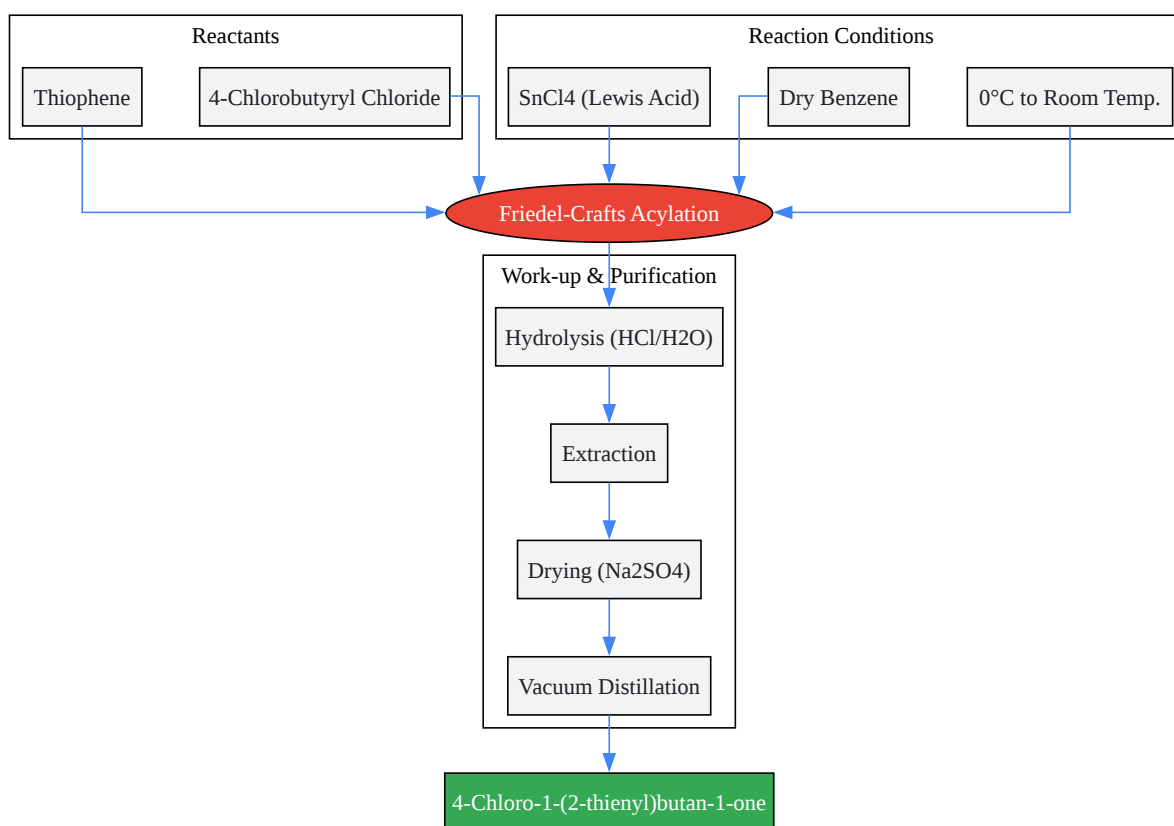 Reactants
Reaction Conditions
Thiophene
4-Chlorobutyryl Chloride
SnCl4 (Lewis Acid)
Dry Benzene
0°C to Room Temp.
Friedel-Crafts Acylation
Work-up & Purification
Hydrolysis (HCl/H2O)
Extraction
Drying (Na2SO4)
Vacuum Distillation
4-Chloro-1-(2-thienyl)butan-1-one